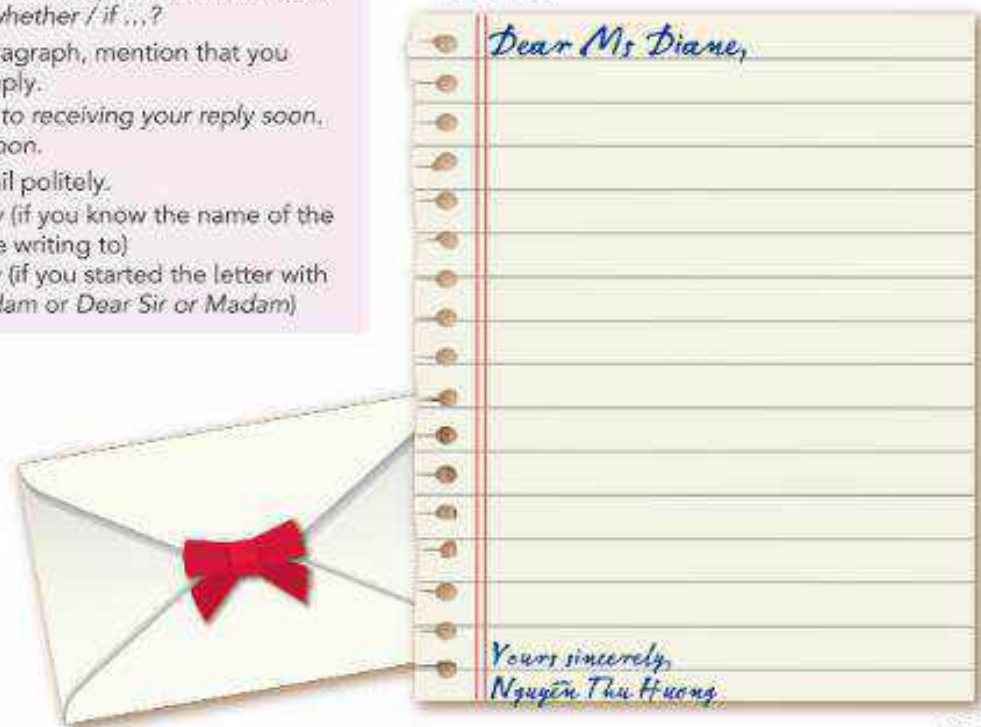 whether / if ...?
agraph, mention that you
ply.
to receiving your reply soon.
oon.
il politely.
(if you know the name of the
e writing to)
(if you started the letter with
dam or Dear Sir or Madam)
Dear Ms Diane,
Yours sincerely,
Nguyễn Thu Huong